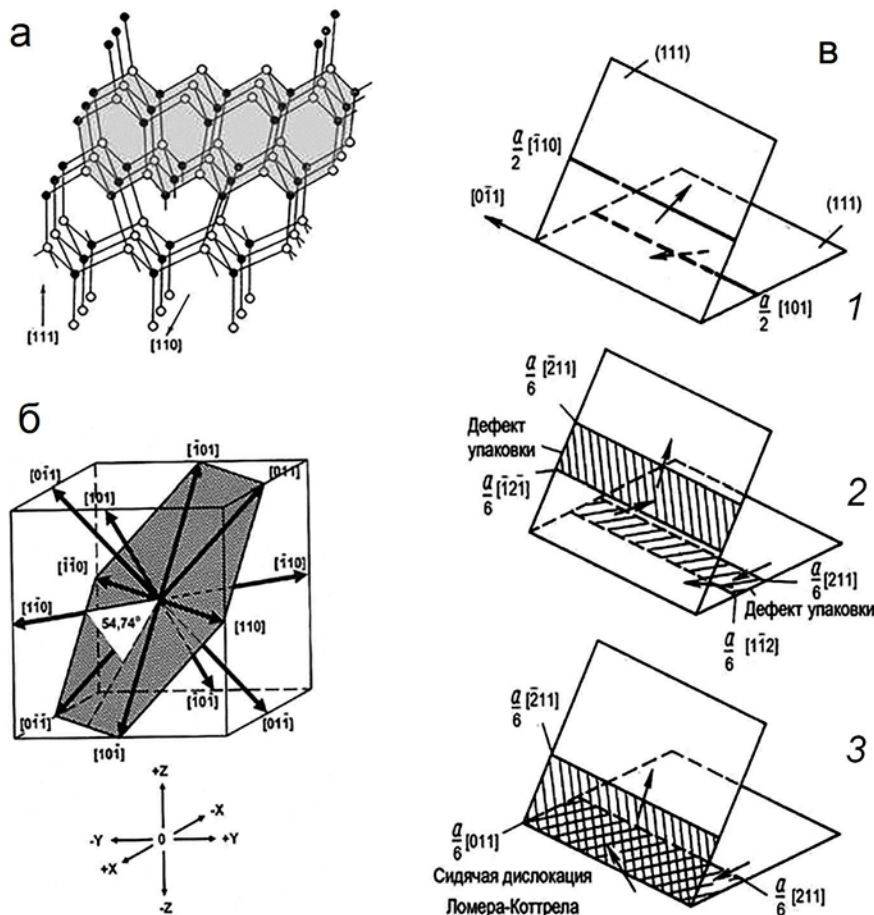 а
[111]
[110]
б
[1̄01]
[01̄1]
[101]
[011]
[1̄1̄0]
[1̄10]
[11̄0]
54,74°
[110]
[1̄01̄]
[01̄1̄]
[011̄]
[101̄]
+Z
-X
-Y 0 +Y
+X
-Z
в
(111)
a/2 [1̄10]
[01̄1]
(111)
a/2 [101]
1
a/6 [2̄11]
Дефект
упаковки
a/6 [1̄21̄]
2
a/6 [211]
Дефект упаковки
a/6 [11̄2]
a/6 [2̄11]
3
a/6 [011]
a/6 [211]
Сидячая дислокация
Ломера-Коттрела